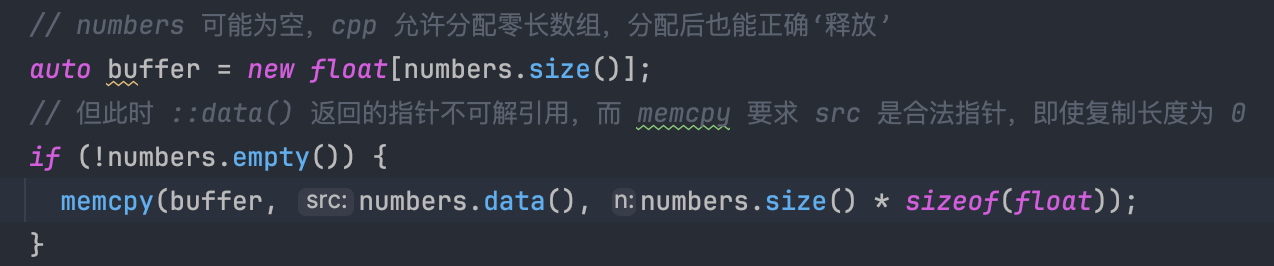 // numbers 可能为空，cpp 允许分配零长数组，分配后也能正确‘释放’
auto buffer = new float[numbers.size()];
// 但此时 ::data() 返回的指针不可解引用，而 memcpy 要求 src 是合法指针，即使复制长度为 0
if (!numbers.empty()) {
memcpy(buffer, src: numbers.data(), n: numbers.size() * sizeof(float));
}